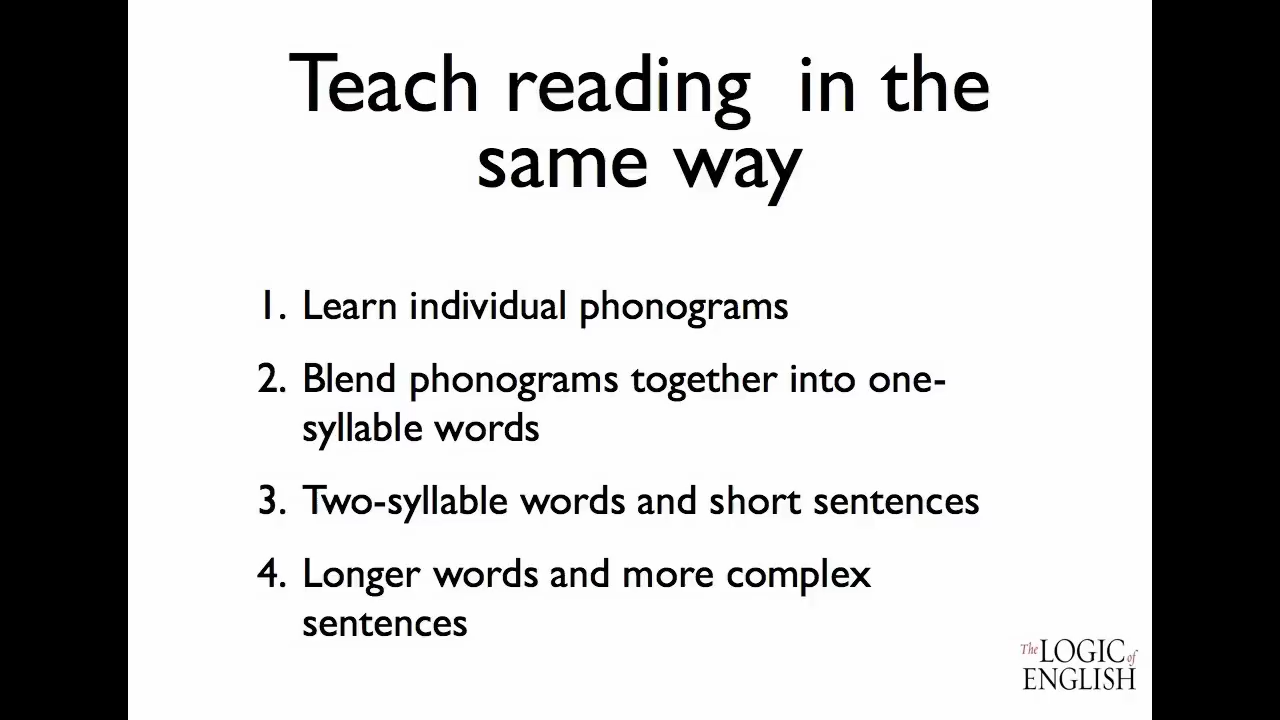 Teach reading  in the
same way
1. Learn individual phonograms
2. Blend phonograms together into one-
syllable words
3. Two-syllable words and short sentences
4. Longer words and more complex
sentences
The LOGIC of
ENGLISH